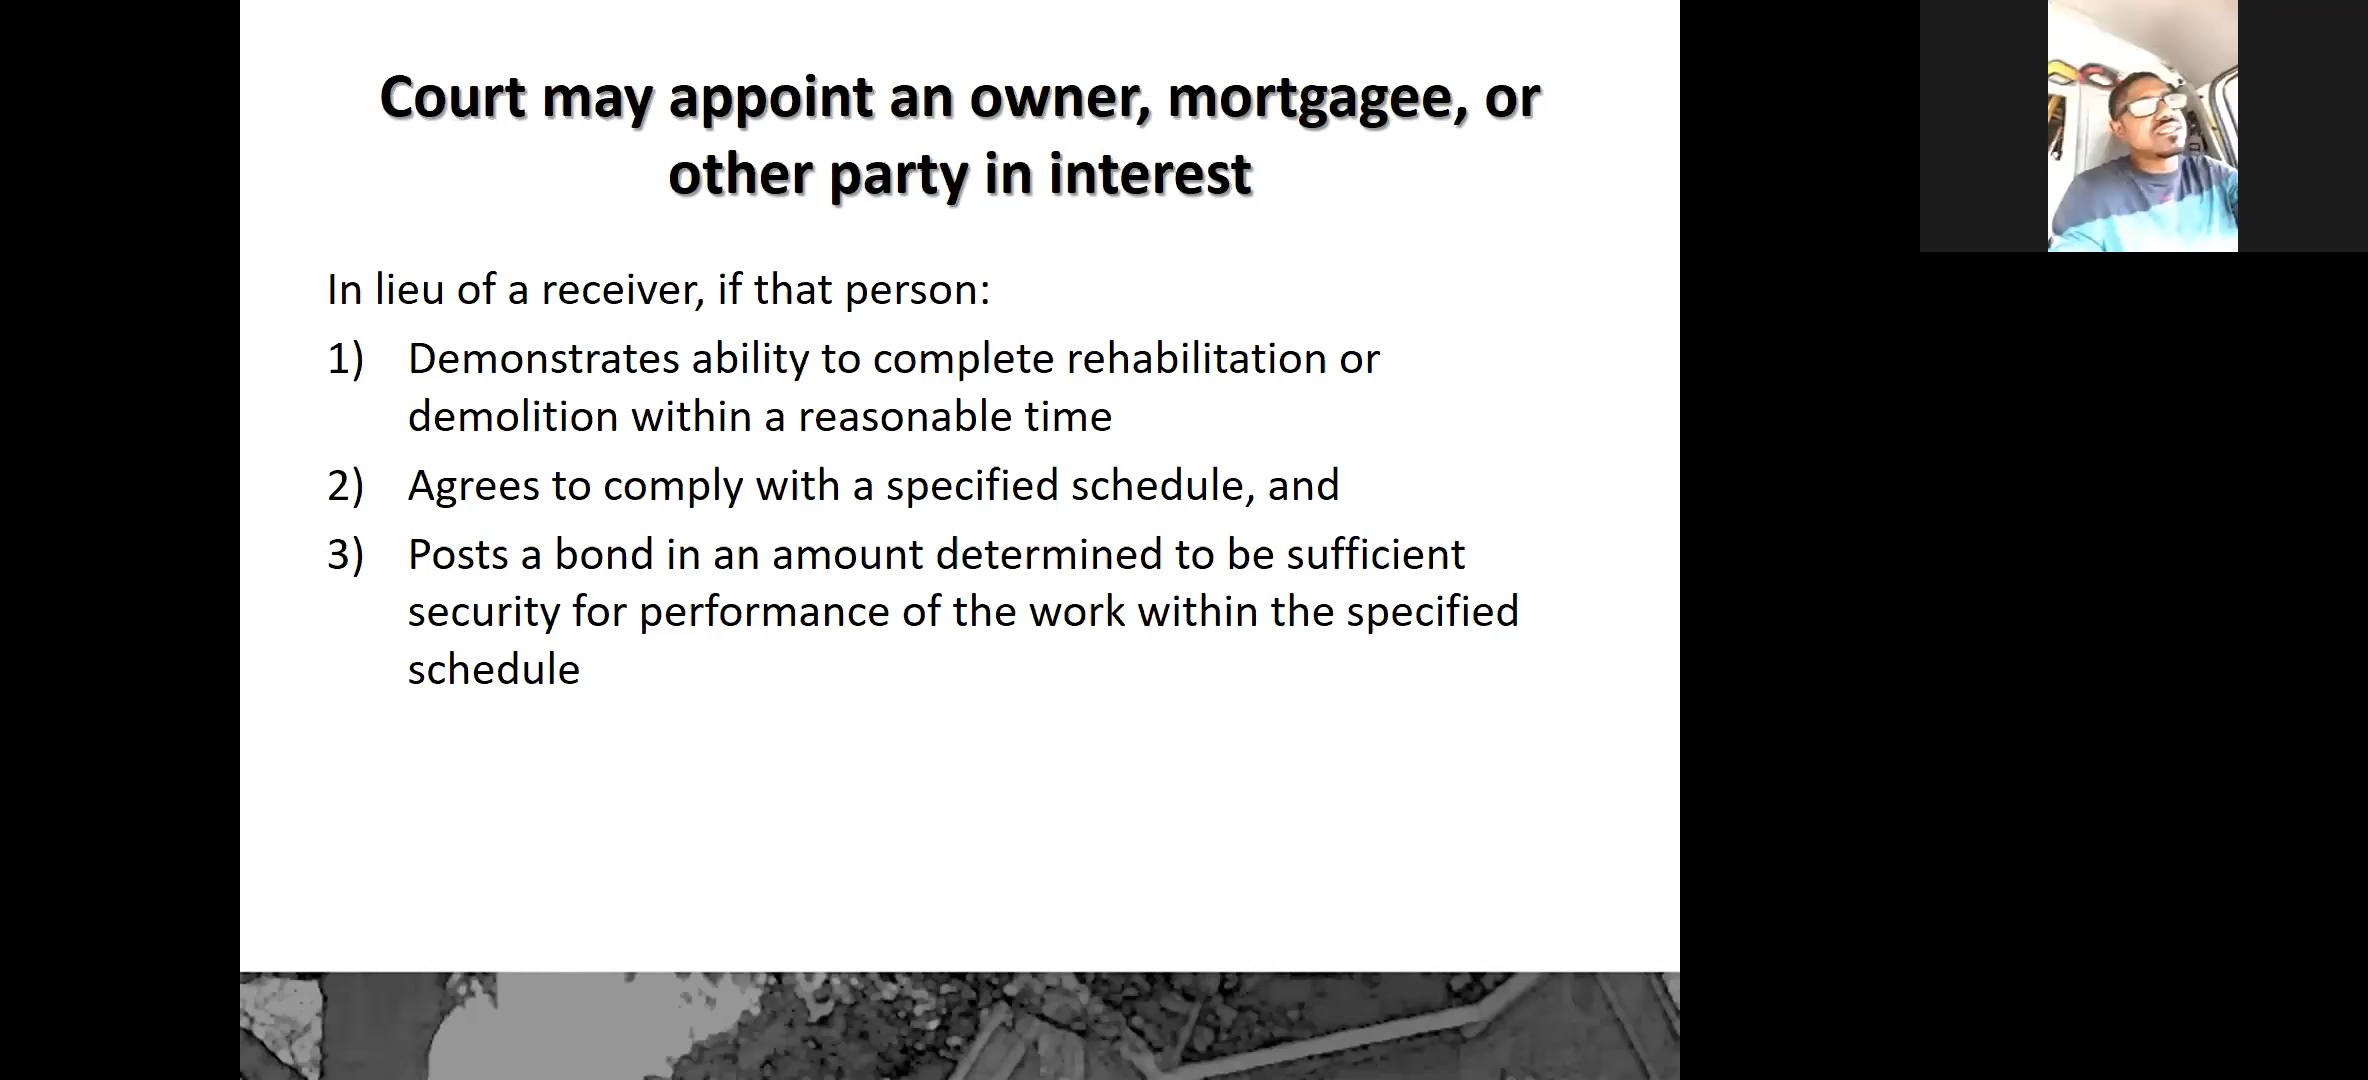 Court may appoint an owner, mortgagee, or
other party in interest
In lieu of a receiver, if that person:
1) Demonstrates ability to complete rehabilitation or
demolition within a reasonable time
2) Agrees to comply with a specified schedule, and
3) Posts a bond in an amount determined to be sufficient
security for performance of the work within the specified
schedule